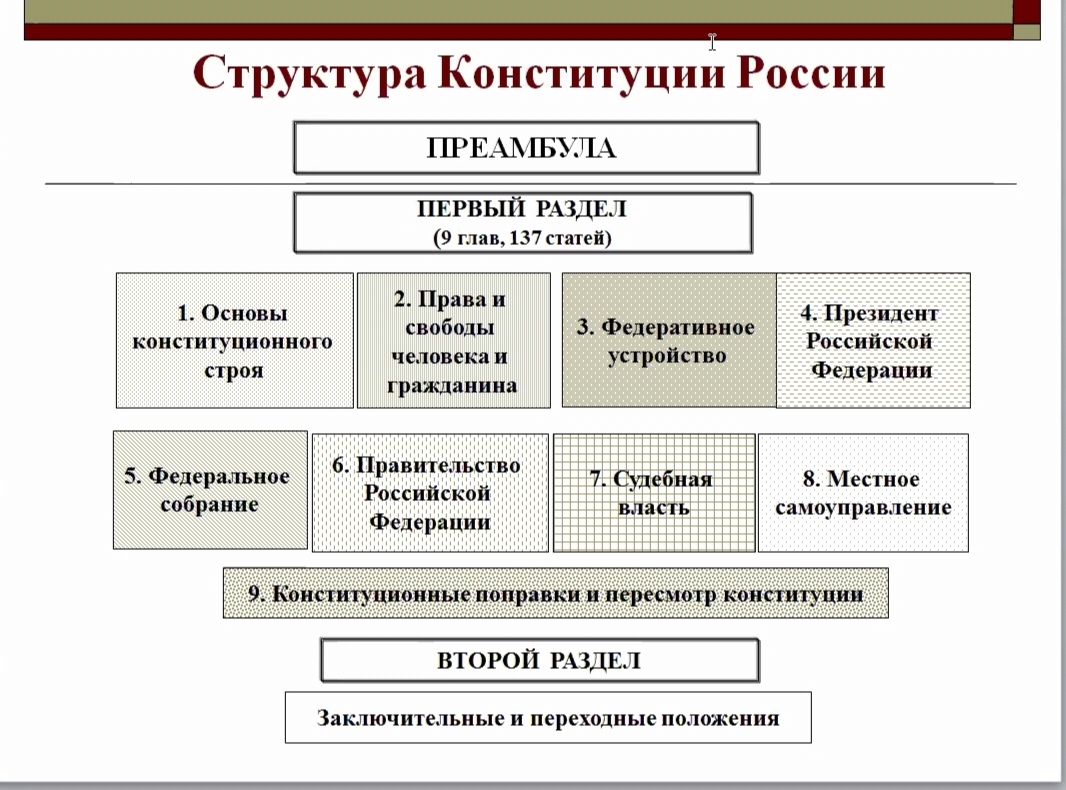 Структура Конституции России
ПРЕАМБУЛА
ПЕРВЫЙ РАЗДЕЛ
(9 глав, 137 статей)
1. Основы
конституционного
строя
2. Права и
свободы
человека и
гражданина
3. Федеративное
устройство
4. Президент
Российской
Федерации
5. Федеральное
собрание
6. Правительство
Российской
Федерации
7. Судебная
власть
8. Местное
самоуправление
9. Конституционные поправки и пересмотр конституции
ВТОРОЙ РАЗДЕЛ
Заключительные и переходные положения